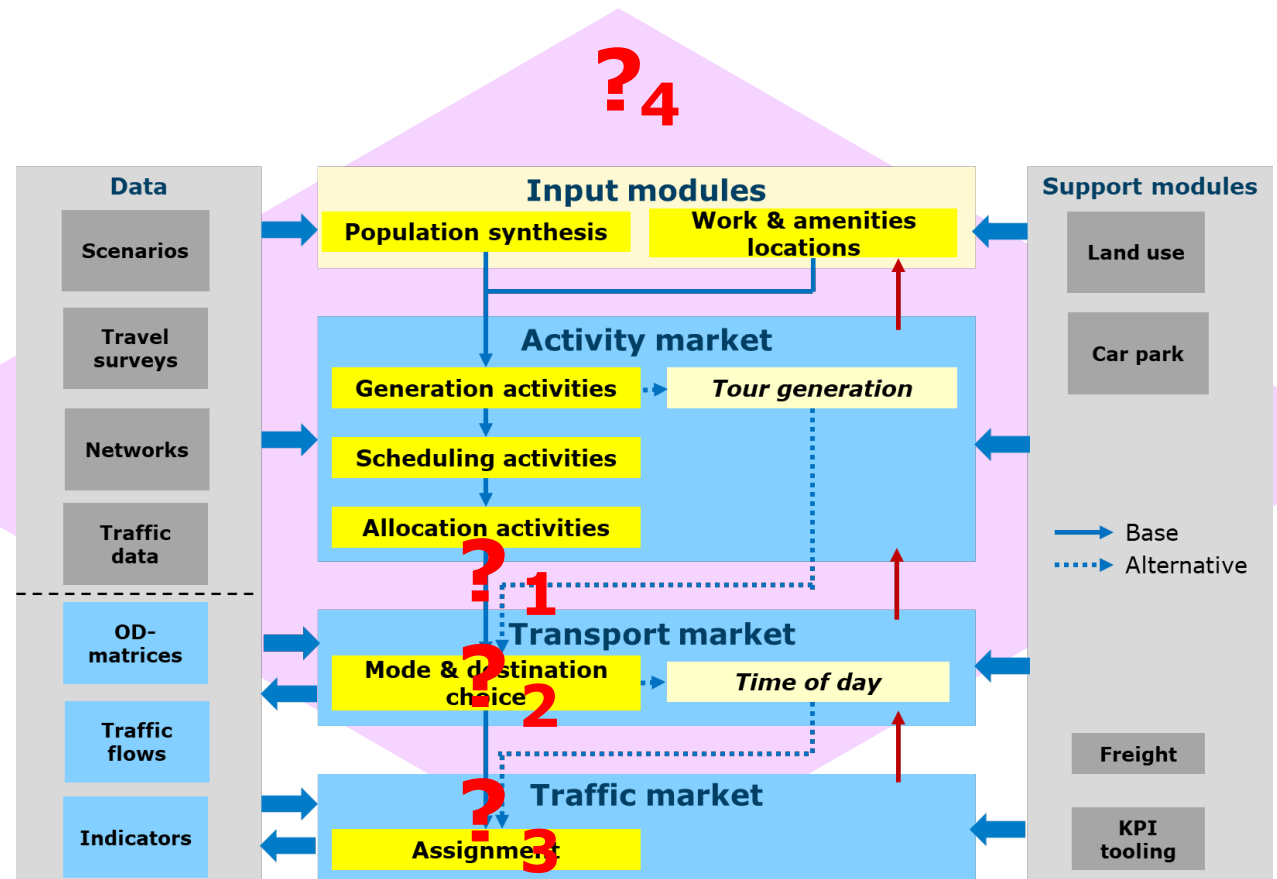 ?4
Data
Scenarios
Travel
surveys
Networks
Traffic
data
OD-
matrices
Traffic
flows
Indicators
Input modules
Population synthesis
Work & amenities
locations
Activity market
Generation activities
Tour generation
Scheduling activities
Allocation activities
?1
Transport market
Mode & destination
choice
?2
Time of day
Traffic market
?3
Assignment
Support modules
Land use
Car park
Base
Alternative
Freight
KPI
tooling